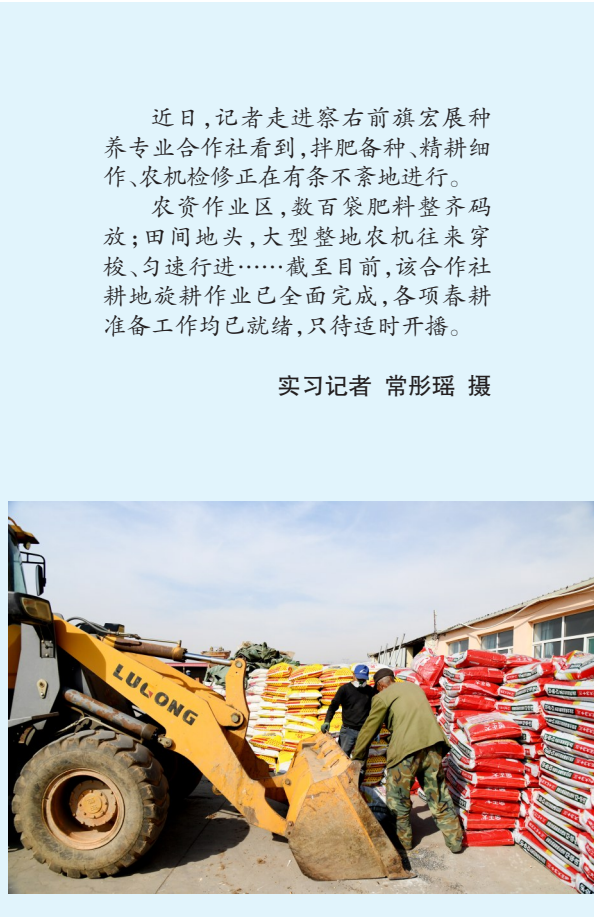 近日,记者走进察右前旗宏展种
养专业合作社看到,拌肥备种、精耕细
作、农机检修正在有条不紊地进行。
农资作业区,数百袋肥料整齐码
放;田间地头,大型整地农机往来穿
梭、匀速行进……截至目前,该合作社
耕地旋耕作业已全面完成,各项春耕
准备工作均已就绪,只待适时开播。
实习记者 常彤瑶 摄
LUGONG